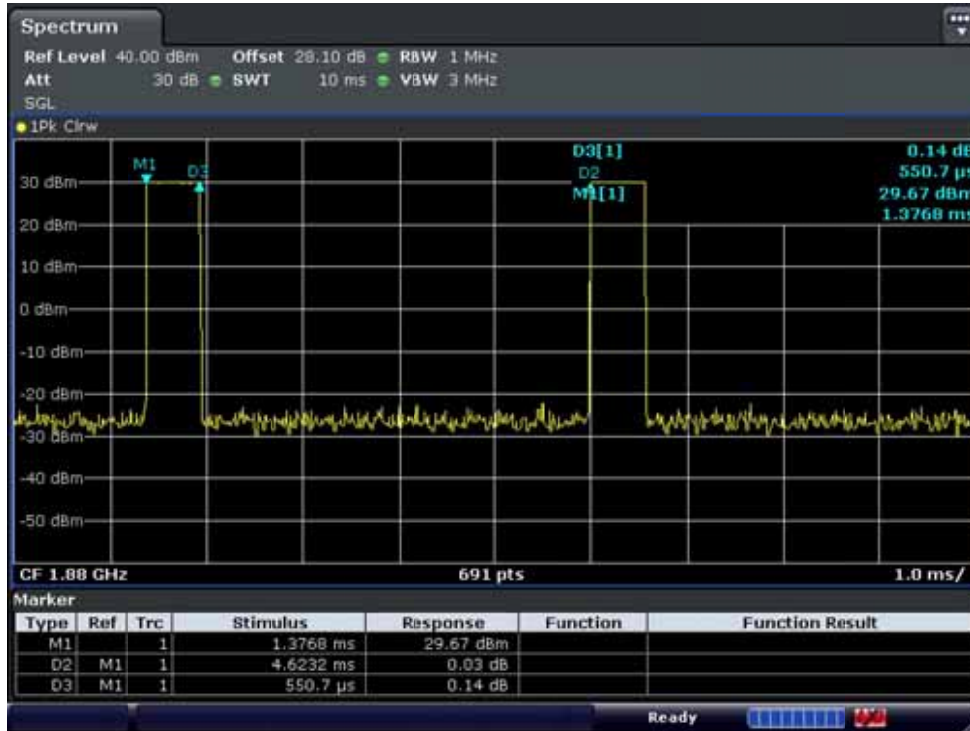 Spectrum
Ref Level 40.00 dBm Offset 28.10 dB RBW 1 MHz
Att 30 dB SWT 10 ms VBW 3 MHz
SGL
1Pk Clrw
D3[1] 0.14 dB
550.7 µs
M1[1] 29.67 dBm
1.3768 ms
M1
D3
D2
30 dBm
20 dBm
10 dBm
0 dBm
-10 dBm
-20 dBm
-30 dBm
-40 dBm
-50 dBm
CF 1.88 GHz 691 pts 1.0 ms/
Marker
Type Ref Trc Stimulus Response Function Function Result
M1 1 1.3768 ms 29.67 dBm
D2 M1 1 4.6232 ms 0.03 dB
D3 M1 1 550.7 µs 0.14 dB
Ready